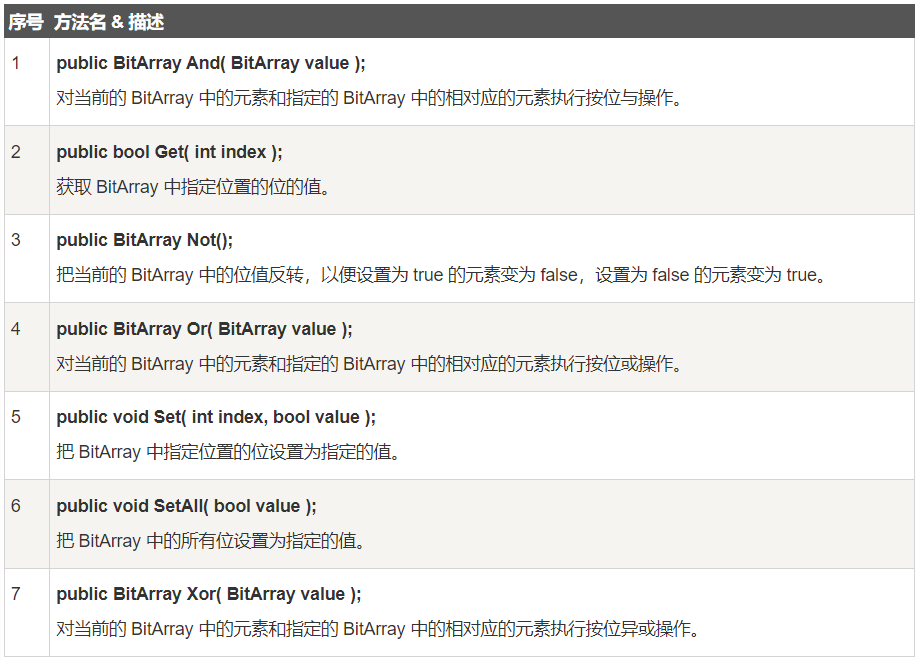 序号 方法名 & 描述
1 public BitArray And( BitArray value );
对当前的 BitArray 中的元素和指定的 BitArray 中的相对应的元素执行按位与操作。
2 public bool Get( int index );
获取 BitArray 中指定位置的位的值。
3 public BitArray Not();
把当前的 BitArray 中的位值反转，以便设置为 true 的元素变为 false，设置为 false 的元素变为 true。
4 public BitArray Or( BitArray value );
对当前的 BitArray 中的元素和指定的 BitArray 中的相对应的元素执行按位或操作。
5 public void Set( int index, bool value );
把 BitArray 中指定位置的位设置为指定的值。
6 public void SetAll( bool value );
把 BitArray 中的所有位设置为指定的值。
7 public BitArray Xor( BitArray value );
对当前的 BitArray 中的元素和指定的 BitArray 中的相对应的元素执行按位异或操作。